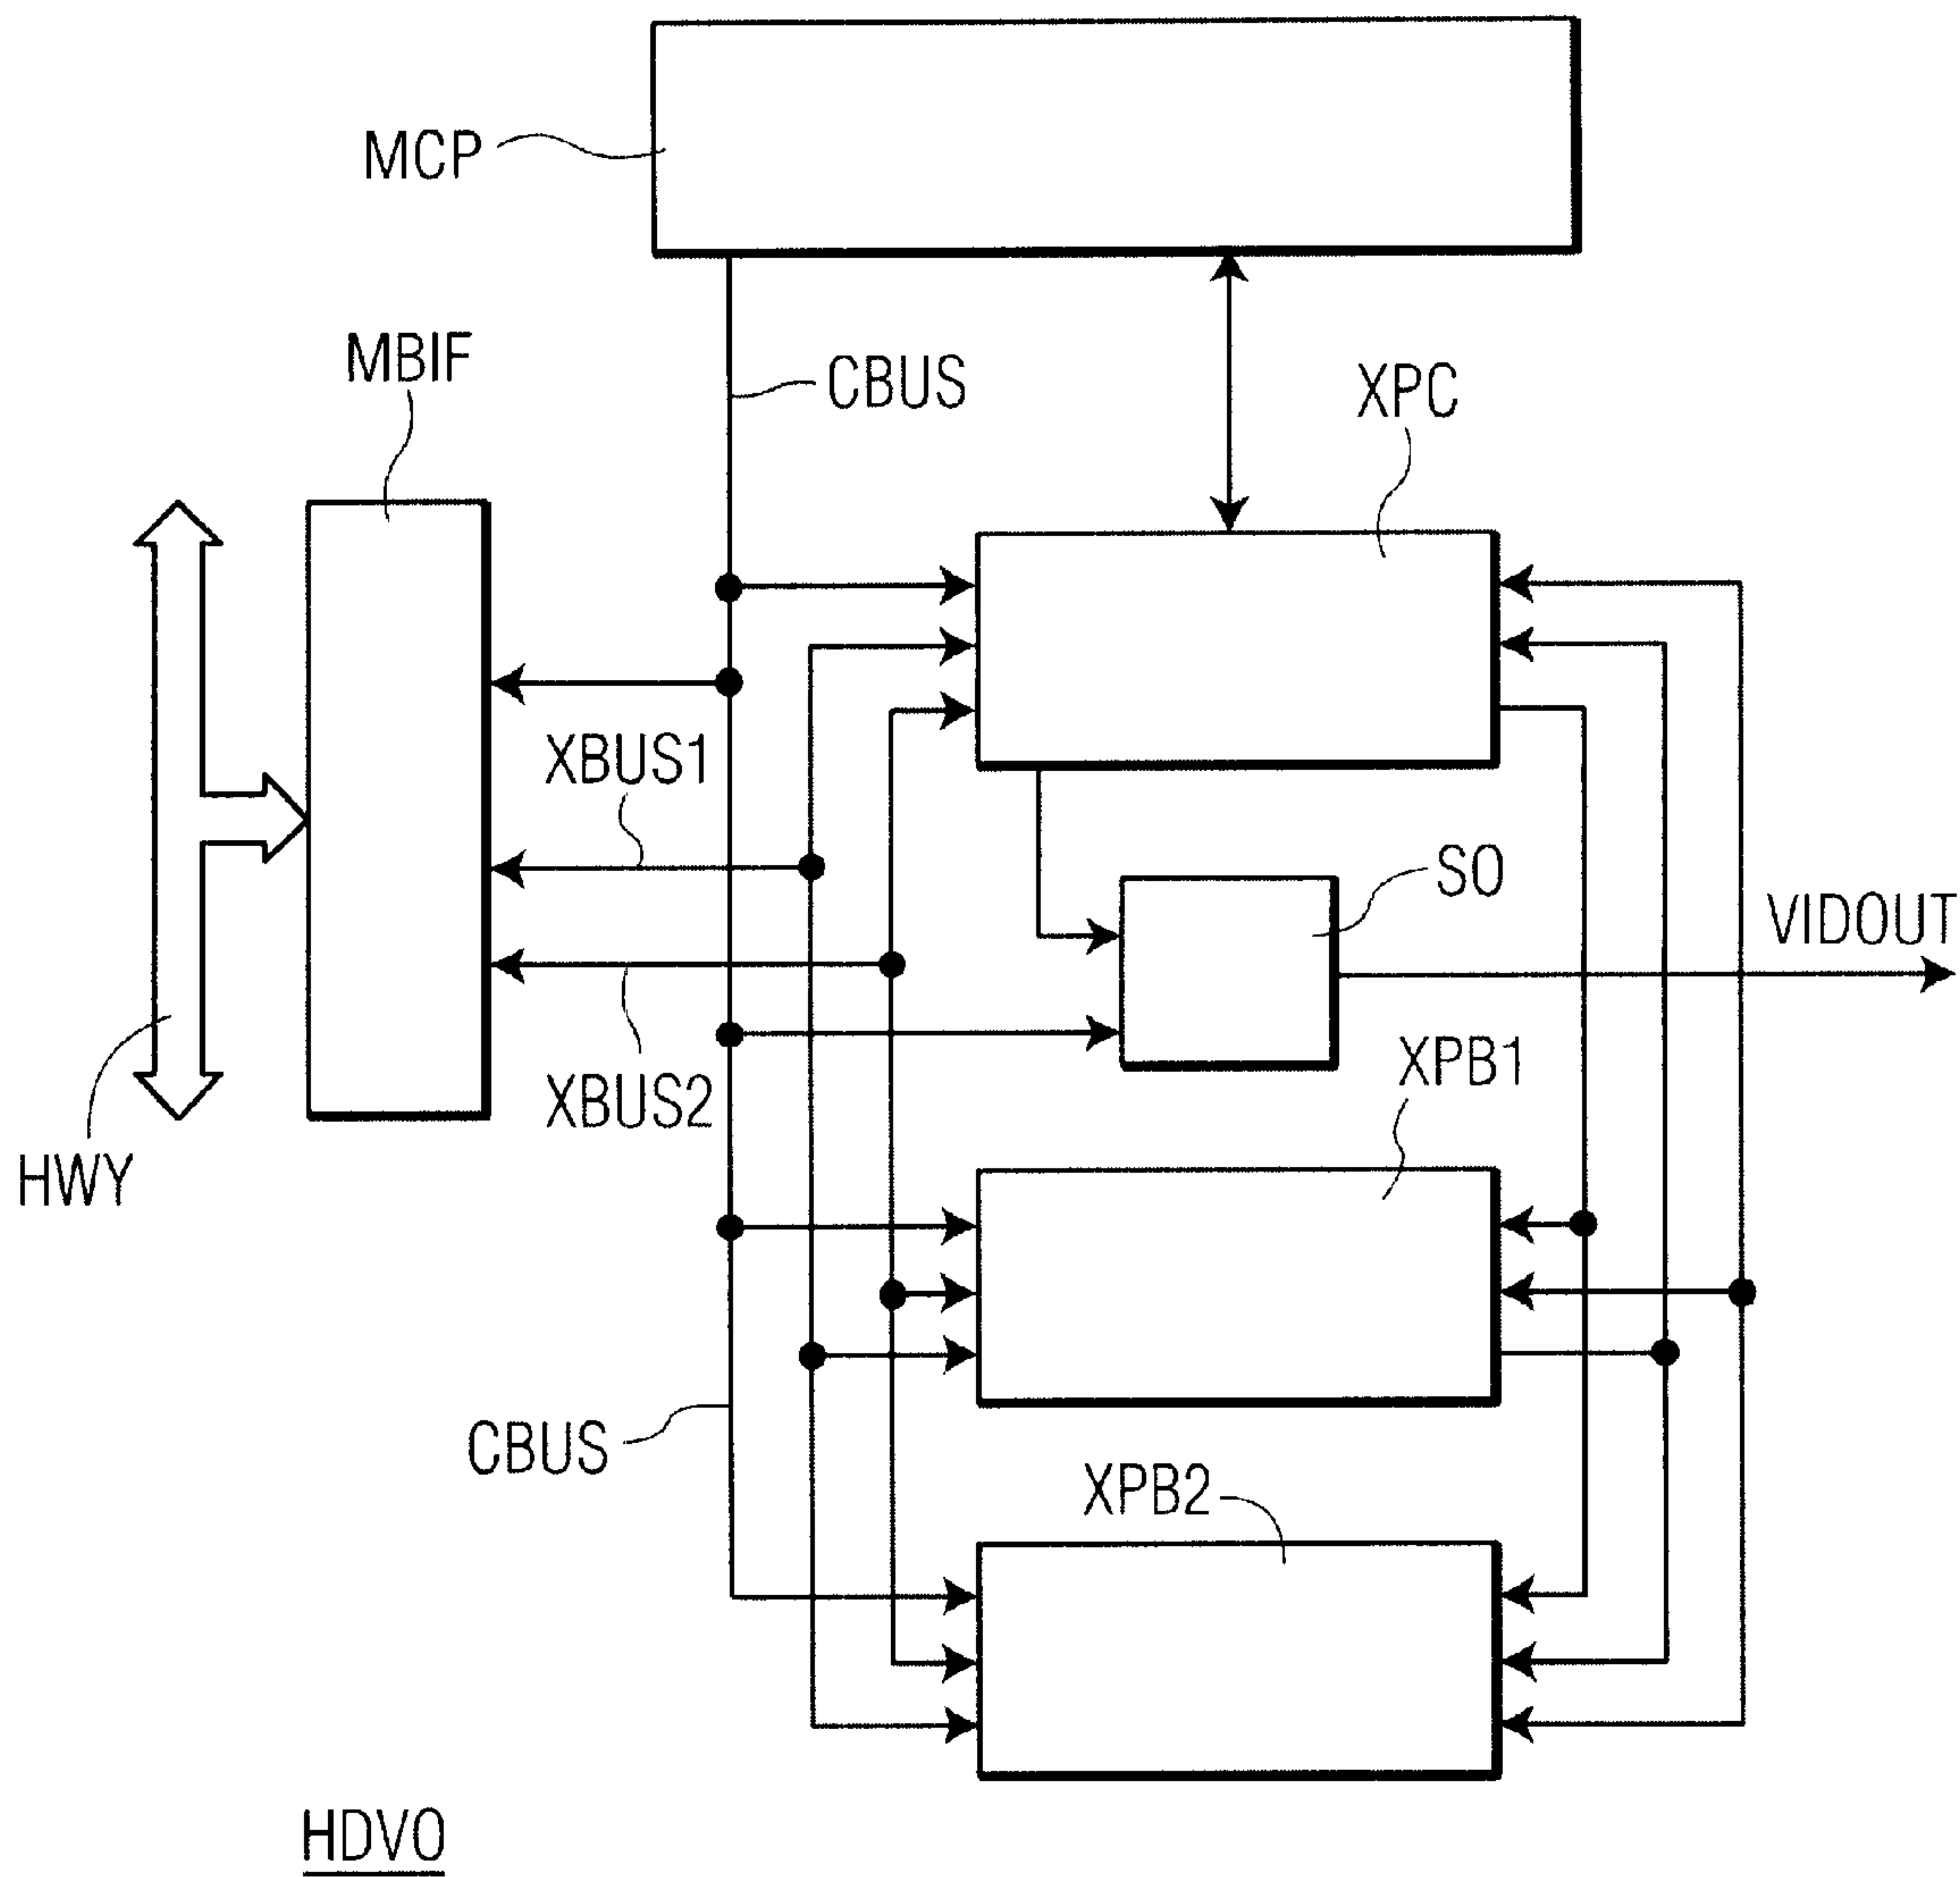 MCP
MBIF
CBUS
XPC
XBUS1
SO
VIDOUT
XBUS2
XPB1
HWY
CBUS
XPB2
HDVO